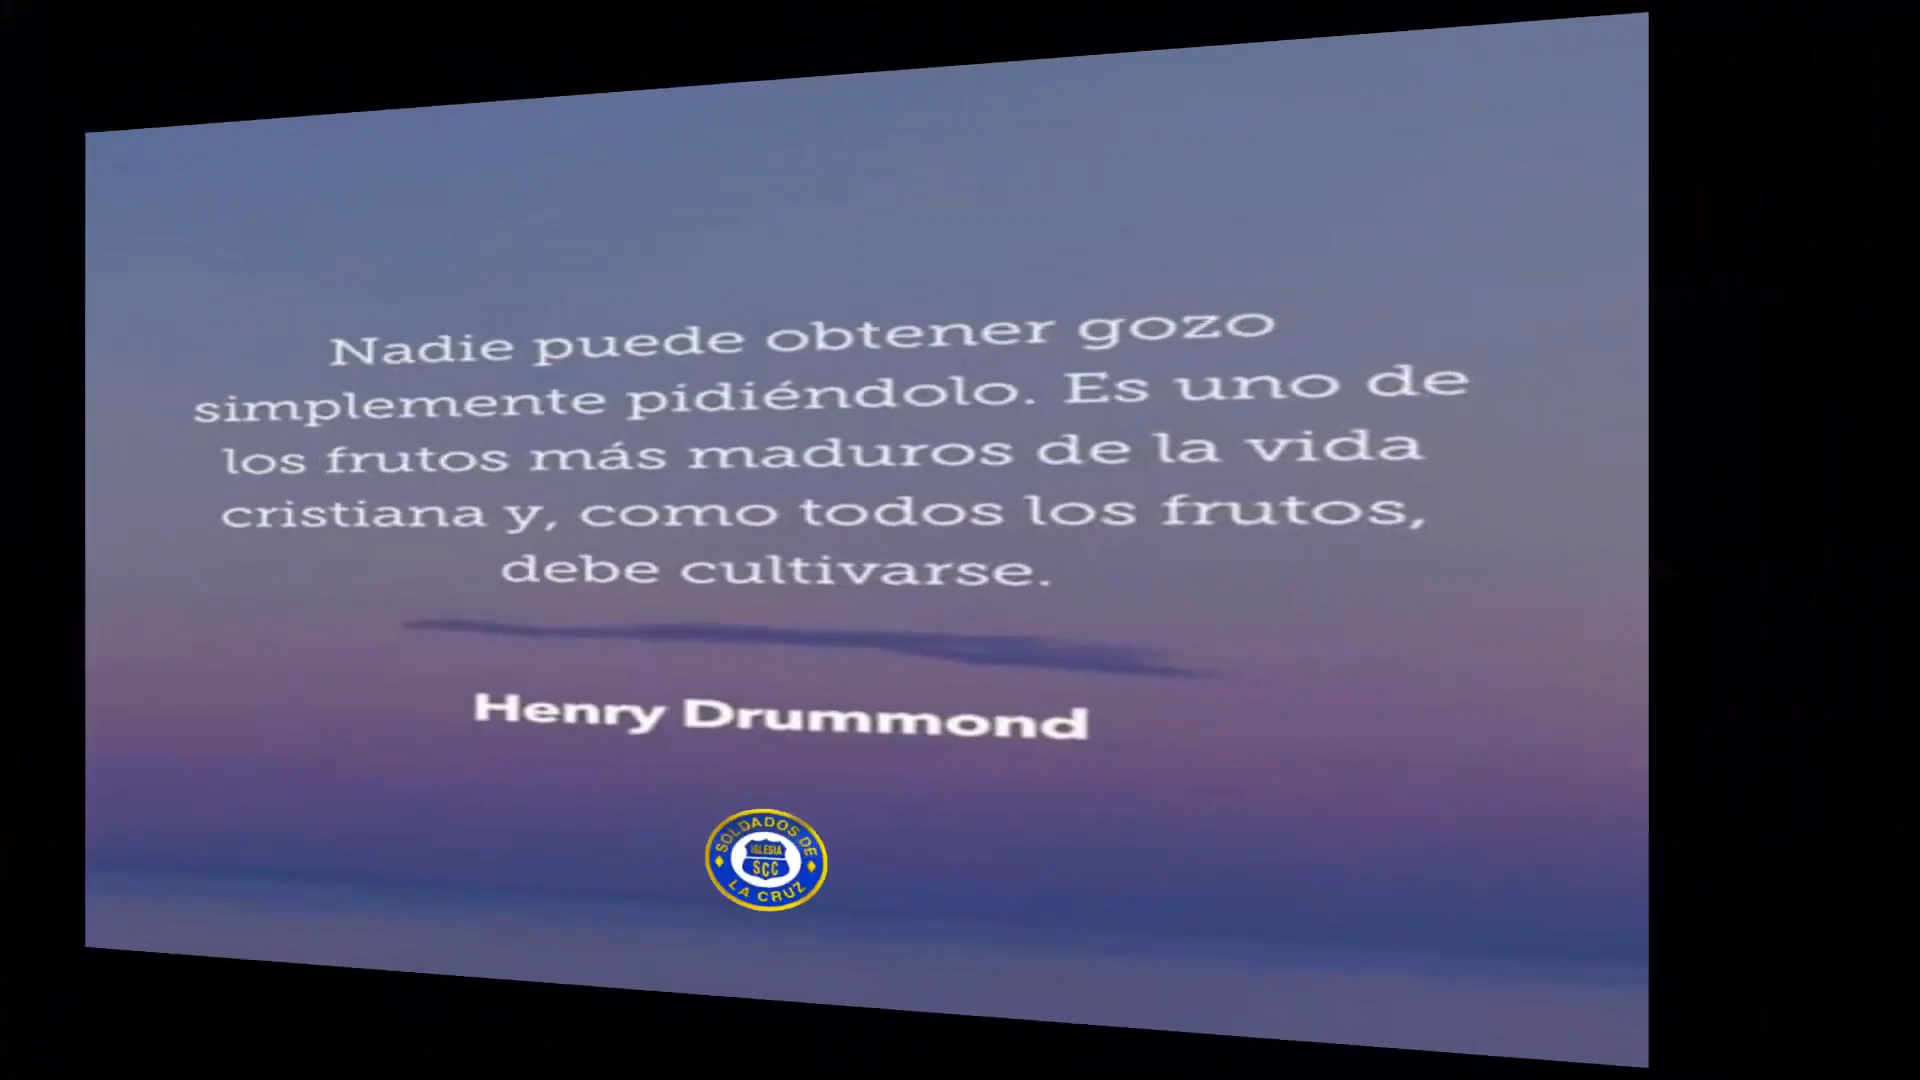 Nadie puede obtener gozo
simplemente pidiéndolo. Es uno de
los frutos más maduros de la vida
cristiana y, como todos los frutos,
debe cultivarse.
Henry Drummond
SOLDADOS DE
IGLESIA
SCC
LA CRUZ